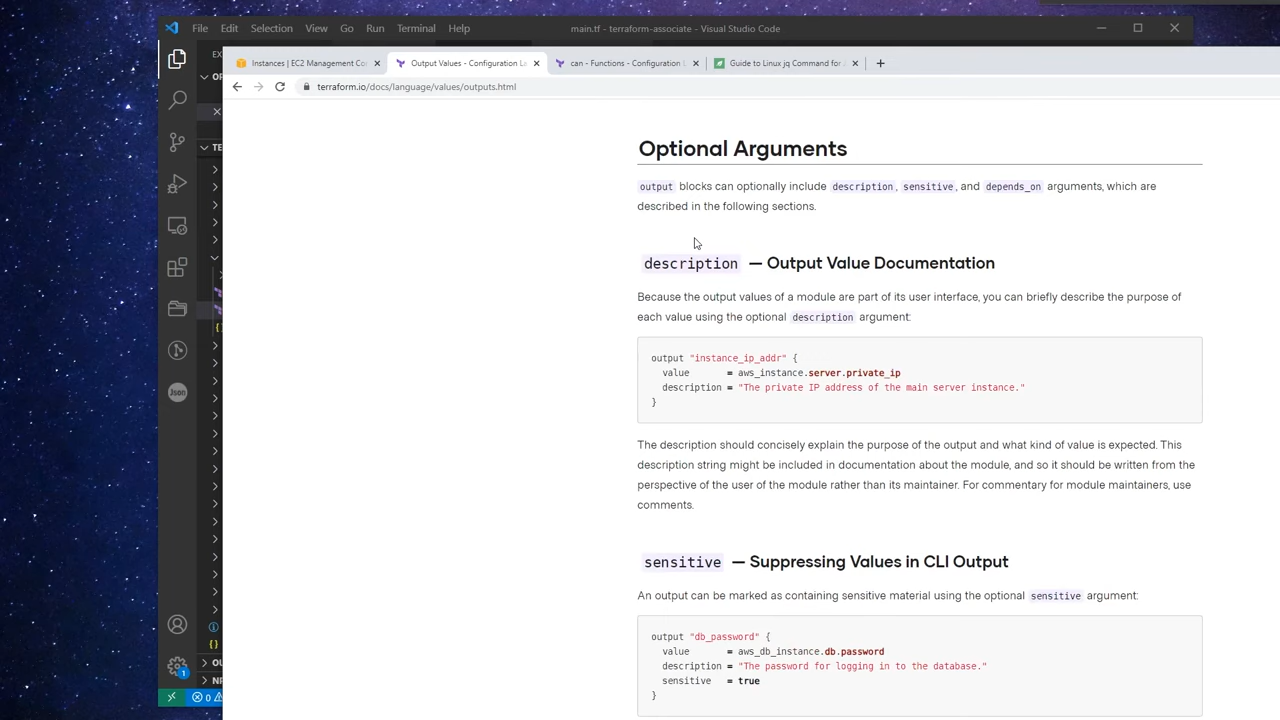 File Edit Selection View Go Run Terminal Help main.tf - terraform-associate - Visual Studio Code
EX
Instances | EC2 Management Co Output Values - Configuration La can - Functions - Configuration L Guide to Linux jq Command for J
terraform.io/docs/language/values/outputs.html
OP
TE
Optional Arguments
output blocks can optionally include description, sensitive, and depends_on arguments, which are
described in the following sections.
description — Output Value Documentation
Because the output values of a module are part of its user interface, you can briefly describe the purpose of
each value using the optional description argument:
output "instance_ip_addr" {
value = aws_instance.server.private_ip
description = "The private IP address of the main server instance."
}
{}
The description should concisely explain the purpose of the output and what kind of value is expected. This
description string might be included in documentation about the module, and so it should be written from the
perspective of the user of the module rather than its maintainer. For commentary for module maintainers, use
comments.
Json
sensitive — Suppressing Values in CLI Output
An output can be marked as containing sensitive material using the optional sensitive argument:
output "db_password" {
value = aws_db_instance.db.password
description = "The password for logging in to the database."
sensitive = true
}
{}
OU
1
NP
0